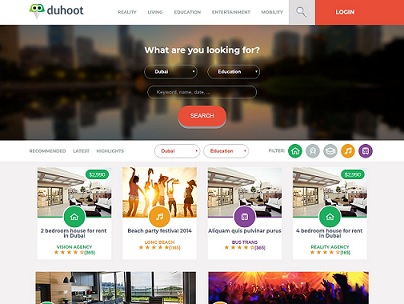 duhoot
REALITY LIVING EDUCATION ENTERTAINMENT MOBILITY
LOGIN
What are you looking for?
Dubai Education
Keyword, name, date, ...
SEARCH
RECOMMENDED LATEST HIGHLIGHTS
Dubai Education
FILTER:
$2,990
$2,990
2 bedroom house for rent in Dubai
VISION AGENCY
(365)
Beach party festival 2014
LONG BEACH
Aliquam quis pulvinar purus
BUS TRANS
(365)
4 bedroom house for rent in Dubai
REALITY AGENCY
(365)